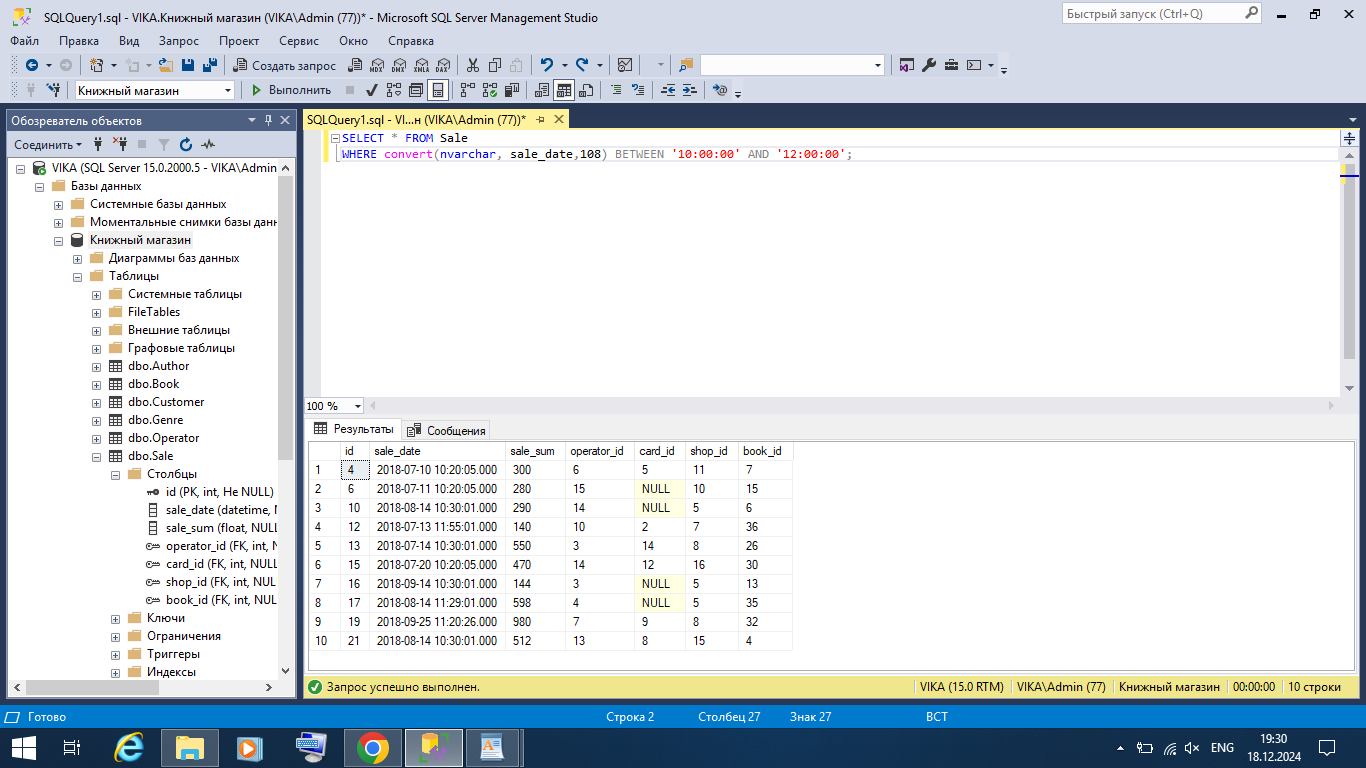 SQLQuery1.sql - VIKA.Книжный магазин (VIKA\Admin (77))* - Microsoft SQL Server Management Studio
Быстрый запуск (Ctrl+Q)
Файл Правка Вид Запрос Проект Сервис Окно Справка
Создать запрос MDX DMX XMLA DAX
Книжный магазин Выполнить
Обозреватель объектов
Соединить
VIKA (SQL Server 15.0.2000.5 - VIKA\Admin
Базы данных
Системные базы данных
Моментальные снимки базы данн
Книжный магазин
Диаграммы баз данных
Таблицы
Системные таблицы
FileTables
Внешние таблицы
Графовые таблицы
dbo.Author
dbo.Book
dbo.Customer
dbo.Genre
dbo.Operator
dbo.Sale
Столбцы
id (PK, int, Не NULL)
sale_date (datetime, N
sale_sum (float, NULL
operator_id (FK, int, N
card_id (FK, int, NULL
shop_id (FK, int, NULL
book_id (FK, int, NUL
Ключи
Ограничения
Триггеры
Индексы
SQLQuery1.sql - VI...н (VIKA\Admin (77))*
SELECT * FROM Sale
WHERE convert(nvarchar, sale_date,108) BETWEEN '10:00:00' AND '12:00:00';
100 %
Результаты Сообщения
id sale_date sale_sum operator_id card_id shop_id book_id
1 4 2018-07-10 10:20:05.000 300 6 5 11 7
2 6 2018-07-11 10:20:05.000 280 15 NULL 10 15
3 10 2018-08-14 10:30:01.000 290 14 NULL 5 6
4 12 2018-07-13 11:55:01.000 140 10 2 7 36
5 13 2018-07-14 10:30:01.000 550 3 14 8 26
6 15 2018-07-20 10:20:05.000 470 14 12 16 30
7 16 2018-09-14 10:30:01.000 144 3 NULL 5 13
8 17 2018-08-14 11:29:01.000 598 4 NULL 5 35
9 19 2018-09-25 11:20:26.000 980 7 9 8 32
10 21 2018-08-14 10:30:01.000 512 13 8 15 4
Запрос успешно выполнен. VIKA (15.0 RTM) VIKA\Admin (77) Книжный магазин 00:00:00 10 строки
Готово Строка 2 Столбец 27 Знак 27 ВСТ
ENG
19:30
18.12.2024